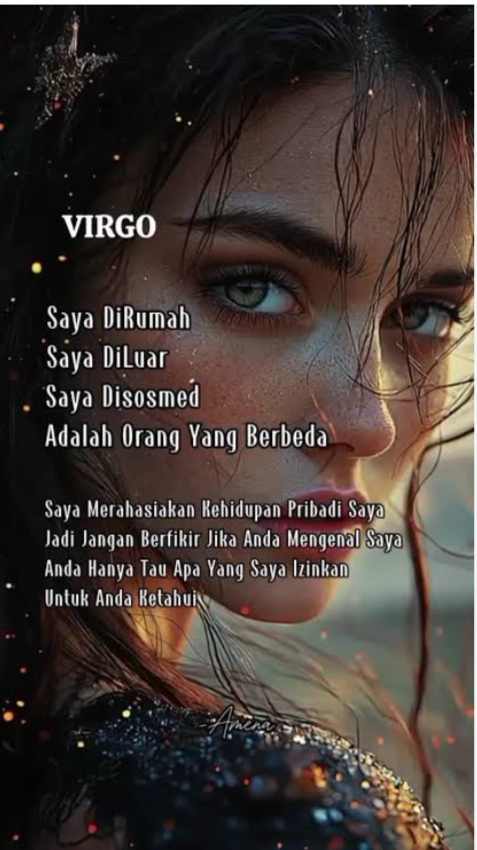 VIRGO
Saya DiRumah
Saya DiLuar
Saya Disosmed
Adalah Orang Yang Berbeda
Saya Merahasiakan Kehidupan Pribadi Saya
Jadi Jangan Berfikir Jika Anda Mengenal Saya
Anda Hanya Tau Apa Yang Saya Izinkan
Untuk Anda Ketahui
-Amena